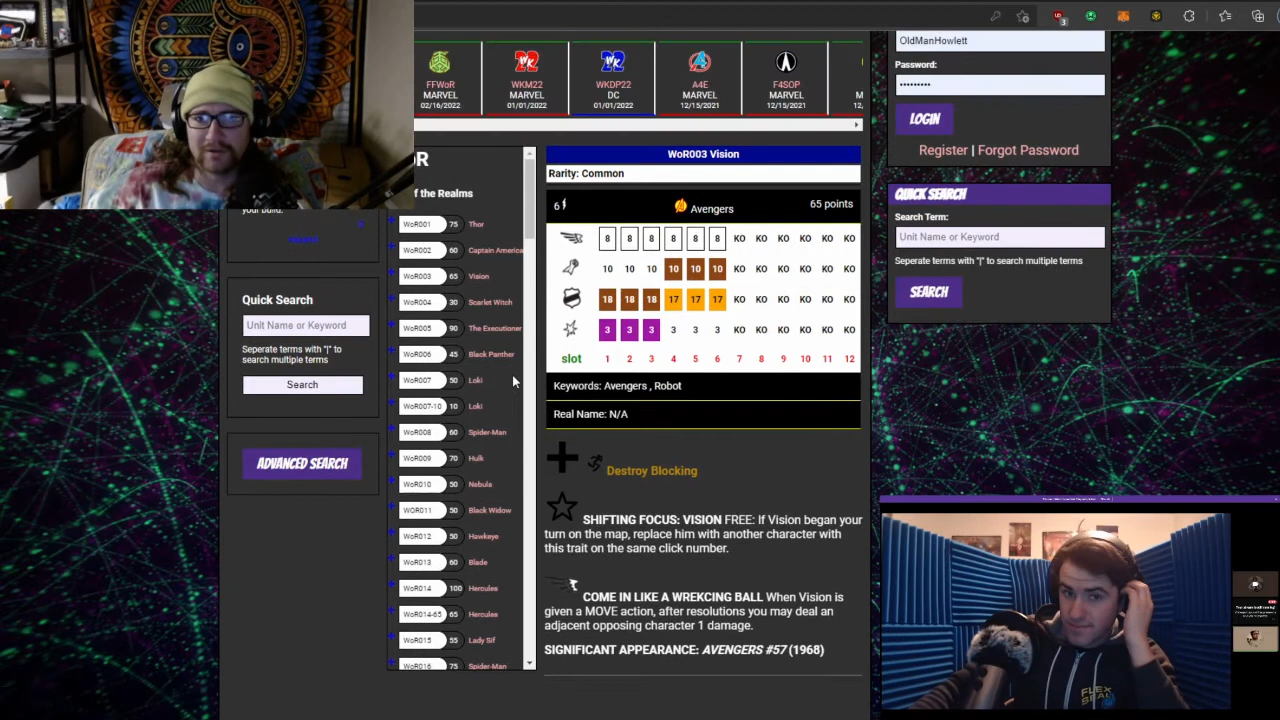 FFWoR
MARVEL
02/16/2022
WKM22
MARVEL
01/01/2022
WKDP22
DC
01/01/2022
A4E
MARVEL
12/15/2021
F4SOP
MARVEL
12/15/2021
your build.
Quick Search
Unit Name or Keyword
Seperate terms with "|" to
search multiple terms
Search
ADVANCED SEARCH
OR
of the Realms
WoR001 75 Thor
WoR002 60 Captain America
WoR003 65 Vision
WoR004 30 Scarlet Witch
WoR005 90 The Executioner
WoR006 45 Black Panther
WoR007 50 Loki
WoR007-10 10 Loki
WoR008 60 Spider-Man
WoR009 70 Hulk
WoR010 50 Nebula
WOR011 50 Black Widow
WoR012 50 Hawkeye
WoR013 60 Blade
WoR014 100 Hercules
WoR014-65 65 Hercules
WoR015 55 Lady Sif
WoR016 75 Spider-Man
WoR003 Vision
Rarity: Common
6 Avengers 65 points
8 8 8 8 8 8 KO KO KO KO KO KO
10 10 10 10 10 10 KO KO KO KO KO KO
18 18 18 17 17 17 KO KO KO KO KO KO
3 3 3 3 3 3 KO KO KO KO KO KO
slot 1 2 3 4 5 6 7 8 9 10 11 12
Keywords: Avengers , Robot
Real Name: N/A
Destroy Blocking
SHIFTING FOCUS: VISION FREE: If Vision began your
turn on the map, replace him with another character with
this trait on the same click number.
COME IN LIKE A WREKCING BALL When Vision is
given a MOVE action, after resolutions you may deal an
adjacent opposing character 1 damage.
SIGNIFICANT APPEARANCE: AVENGERS #57 (1968)
3
OldManHowlett
Password:
•••••••••
LOGIN
Register | Forgot Password
QUICK SEARCH
Search Term:
Unit Name or Keyword
Seperate terms with "|" to search multiple terms
SEARCH
FLEX
SEAL